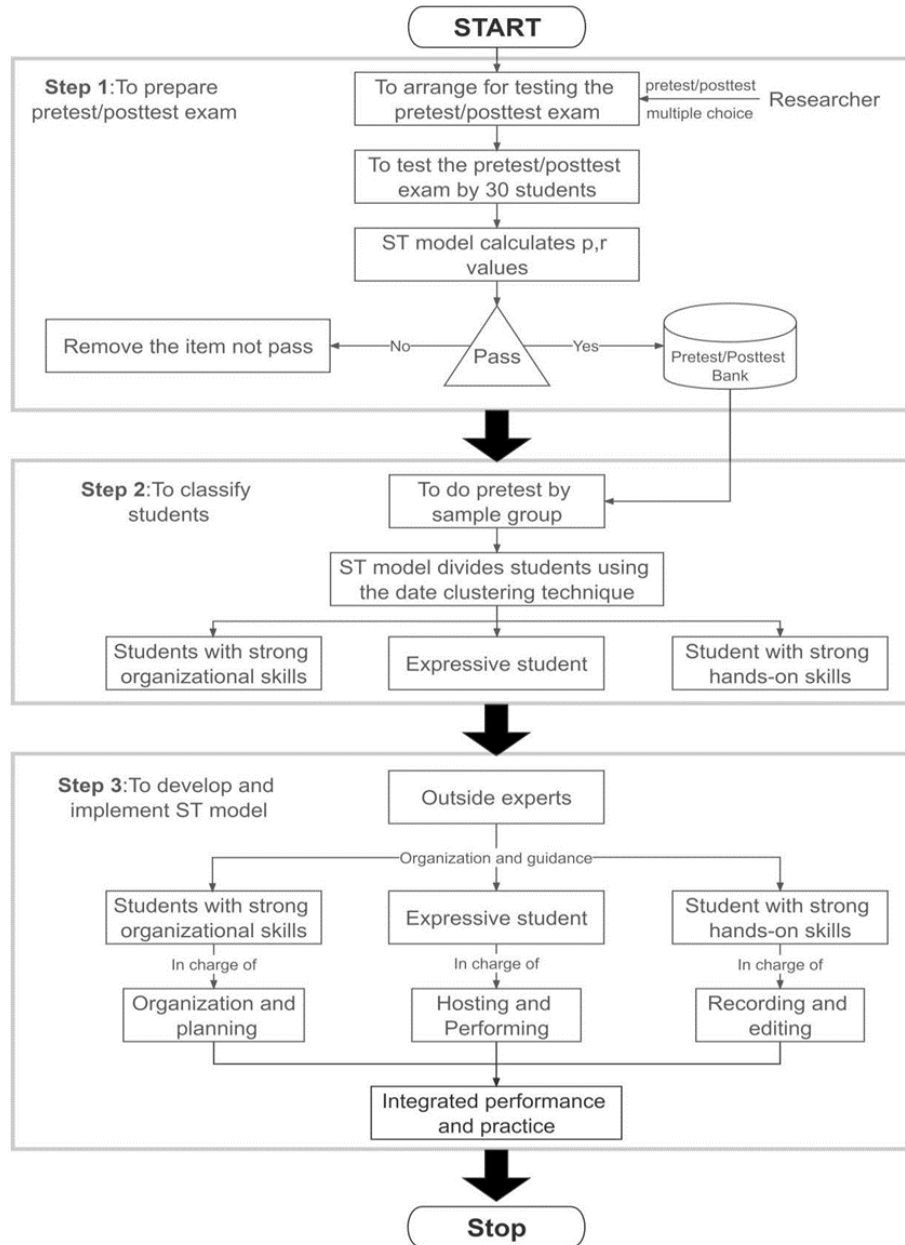 START
Step 1:To prepare
pretest/posttest exam
To arrange for testing the
pretest/posttest exam
pretest/posttest
multiple choice
Researcher
To test the pretest/posttest
exam by 30 students
ST model calculates p,r
values
Remove the item not pass
No
Pass
Yes
Pretest/Posttest
Bank
Step 2:To classify
students
To do pretest by
sample group
ST model divides students using
the date clustering technique
Students with strong
organizational skills
Expressive student
Student with strong
hands-on skills
Step 3:To develop and
implement ST model
Outside experts
Organization and guidance
Students with strong
organizational skills
Expressive student
Student with strong
hands-on skills
In charge of
In charge of
In charge of
Organization and
planning
Hosting and
Performing
Recording and
editing
Integrated performance
and practice
Stop